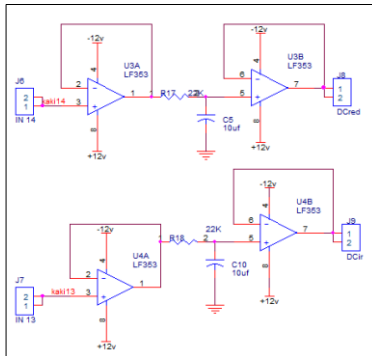 -12v
U3A
LF353
J6
2
1
IN 14
kaki14
2
3
4
8
1
+12v
R17
22K
C5
10uf
-12v
U3B
LF353
6
5
4
8
7
+12v
J8
1
2
DCred
-12v
U4A
LF353
J7
2
1
IN 13
kaki13
2
3
4
8
1
+12v
1
R18
22K
2
C10
10uf
-12v
U4B
LF353
6
5
4
8
7
+12v
J9
1
2
DCir